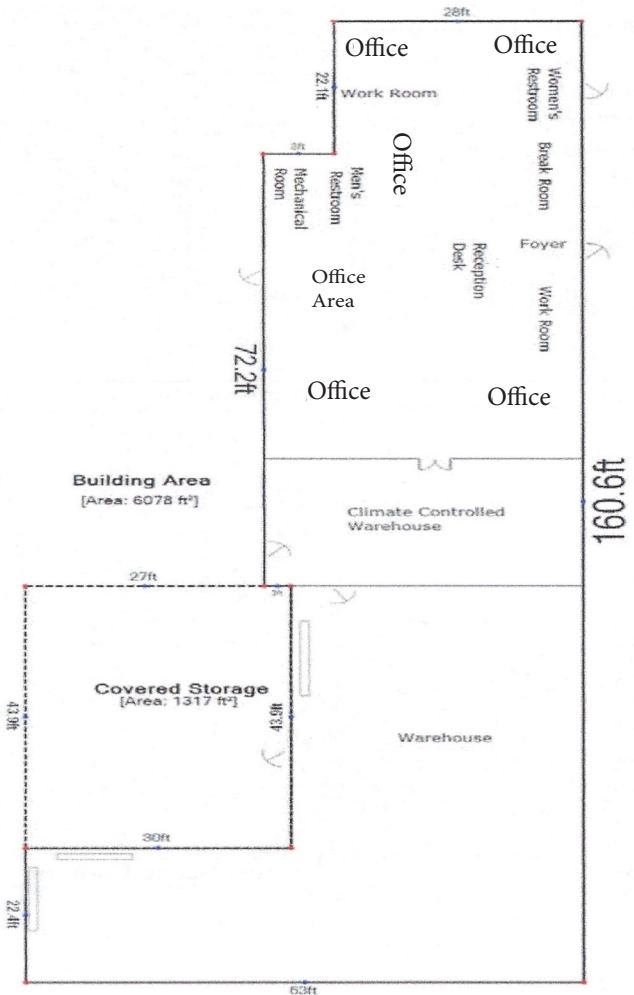 28ft
Office
Office
22.1ft
Work Room
Women's
Restroom
Office
Break Room
8ft
Men's
Restroom
Mechanical
Room
Foyer
Reception
Desk
Office
Area
Work Room
72.2ft
Office
Office
160.6ft
Building Area
[Area: 6078 ft²]
Climate Controlled
Warehouse
27ft
3ft
Covered Storage
[Area: 1317 ft²]
43.9ft
43.9ft
Warehouse
30ft
22.4ft
63ft